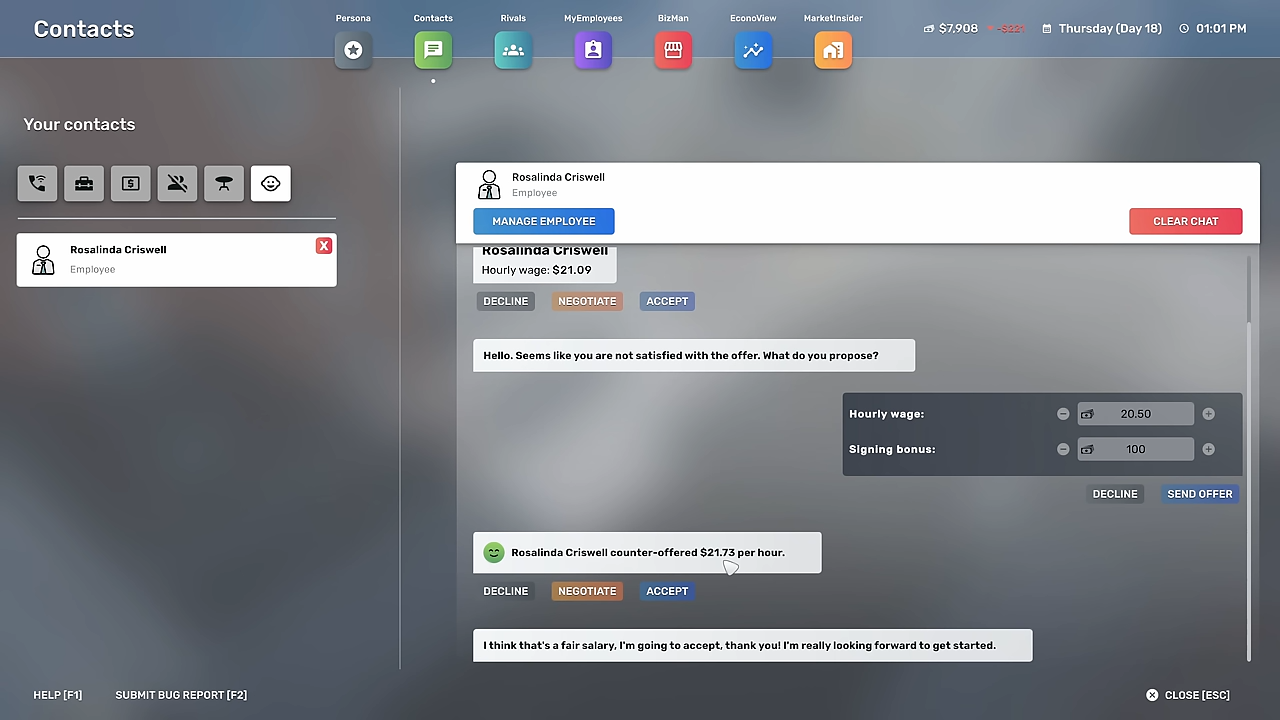 Contacts
Persona
Contacts
Rivals
MyEmployees
BizMan
EconoView
MarketInsider
$7,908
-$221
Thursday (Day 18)
01:01 PM
Your contacts
Rosalinda Criswell
Employee
X
Rosalinda Criswell
Employee
MANAGE EMPLOYEE
CLEAR CHAT
Rosalinda Criswell
Hourly wage: $21.09
DECLINE
NEGOTIATE
ACCEPT
Hello. Seems like you are not satisfied with the offer. What do you propose?
Hourly wage:
20.50
Signing bonus:
100
DECLINE
SEND OFFER
Rosalinda Criswell counter-offered $21.73 per hour.
DECLINE
NEGOTIATE
ACCEPT
I think that's a fair salary, I'm going to accept, thank you! I'm really looking forward to get started.
HELP [F1]
SUBMIT BUG REPORT [F2]
CLOSE [ESC]